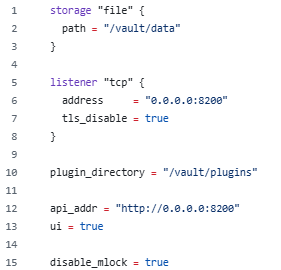 1 storage "file" {
2   path = "/vault/data"
3 }
4
5 listener "tcp" {
6   address     = "0.0.0.0:8200"
7   tls_disable = true
8 }
9
10 plugin_directory = "/vault/plugins"
11
12 api_addr = "http://0.0.0.0:8200"
13 ui = true
14
15 disable_mlock = true